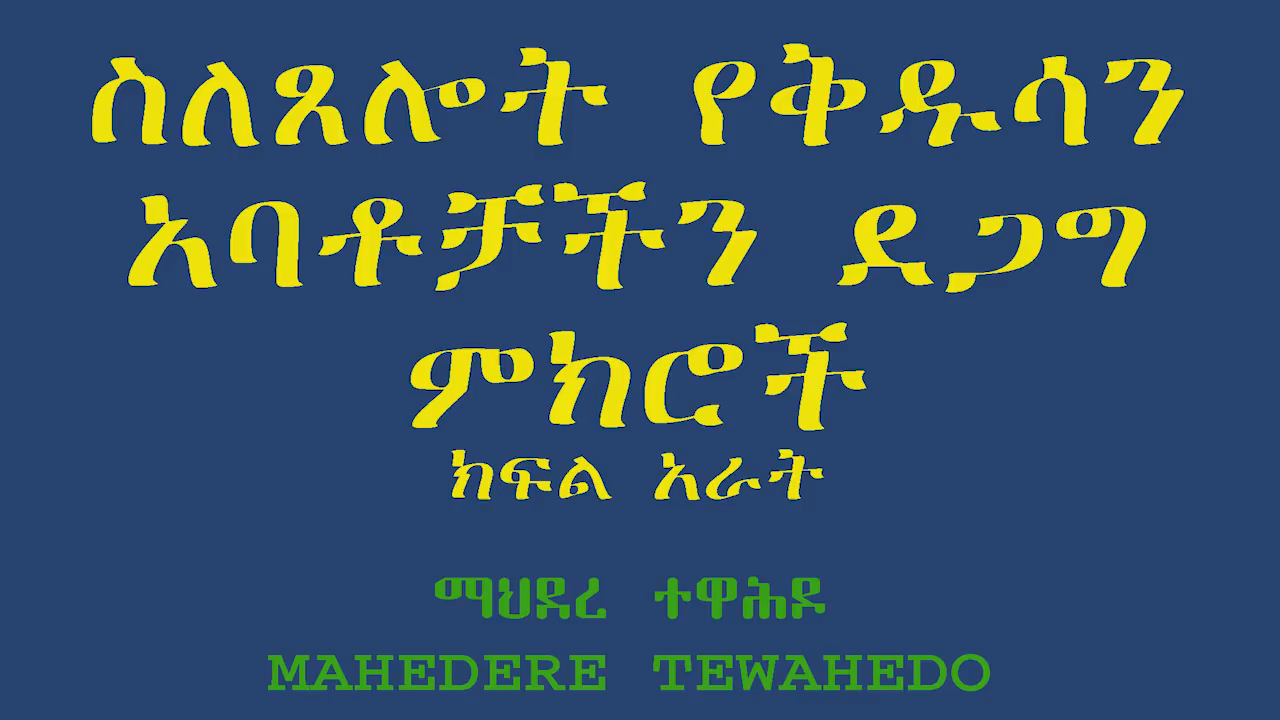 ስለጸሎት የቅዱሳን
አባቶቻችን ደጋግ
ምክሮች
ክፍል አራት
ማህደረ ተዋሕዶ
MAHEDERE TEWAHEDO